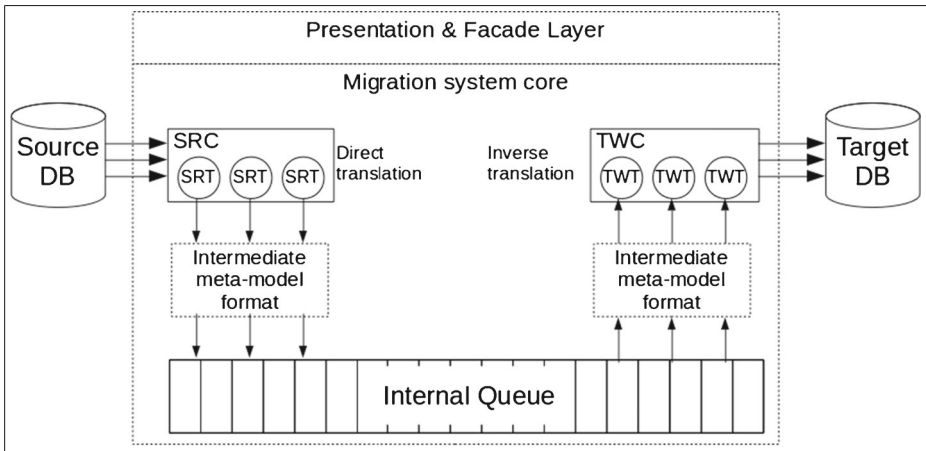 Presentation & Facade Layer
Migration system core
Source
DB
SRC
SRT SRT SRT
Direct
translation
Inverse
translation
TWC
TWT TWT TWT
Target
DB
Intermediate
meta-model
format
Intermediate
meta-model
format
Internal Queue